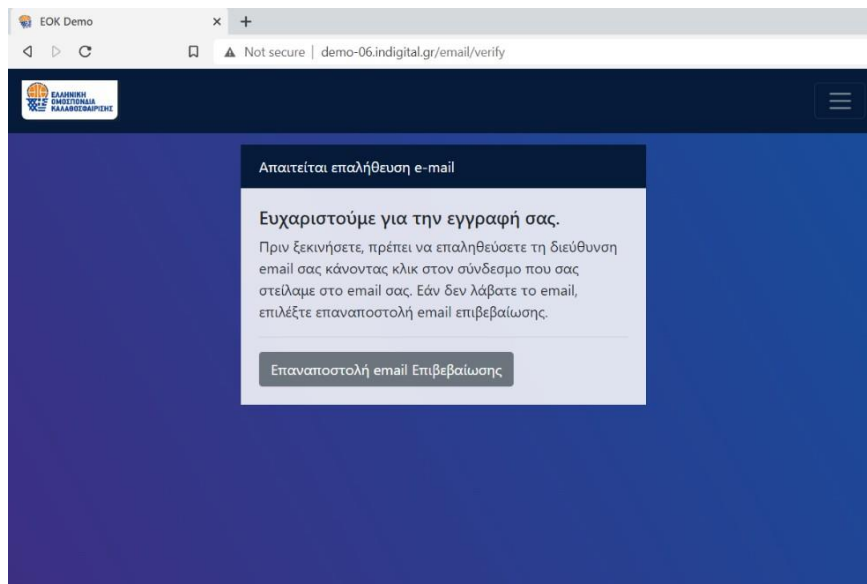 EOK Demo
Not secure | demo-06.indigital.gr/email/verify
ΕΛΛΗΝΙΚΗ
ΟΜΟΣΠΟΝΔΙΑ
ΚΑΛΑΘΟΣΦΑΙΡΙΣΗΣ
Απαιτείται επαλήθευση e-mail
Ευχαριστούμε για την εγγραφή σας.
Πριν ξεκινήσετε, πρέπει να επαληθεύσετε τη διεύθυνση
email σας κάνοντας κλικ στον σύνδεσμο που σας
στείλαμε στο email σας. Εάν δεν λάβατε το email,
επιλέξτε επαναποστολή email επιβεβαίωσης.
Επαναποστολή email Επιβεβαίωσης